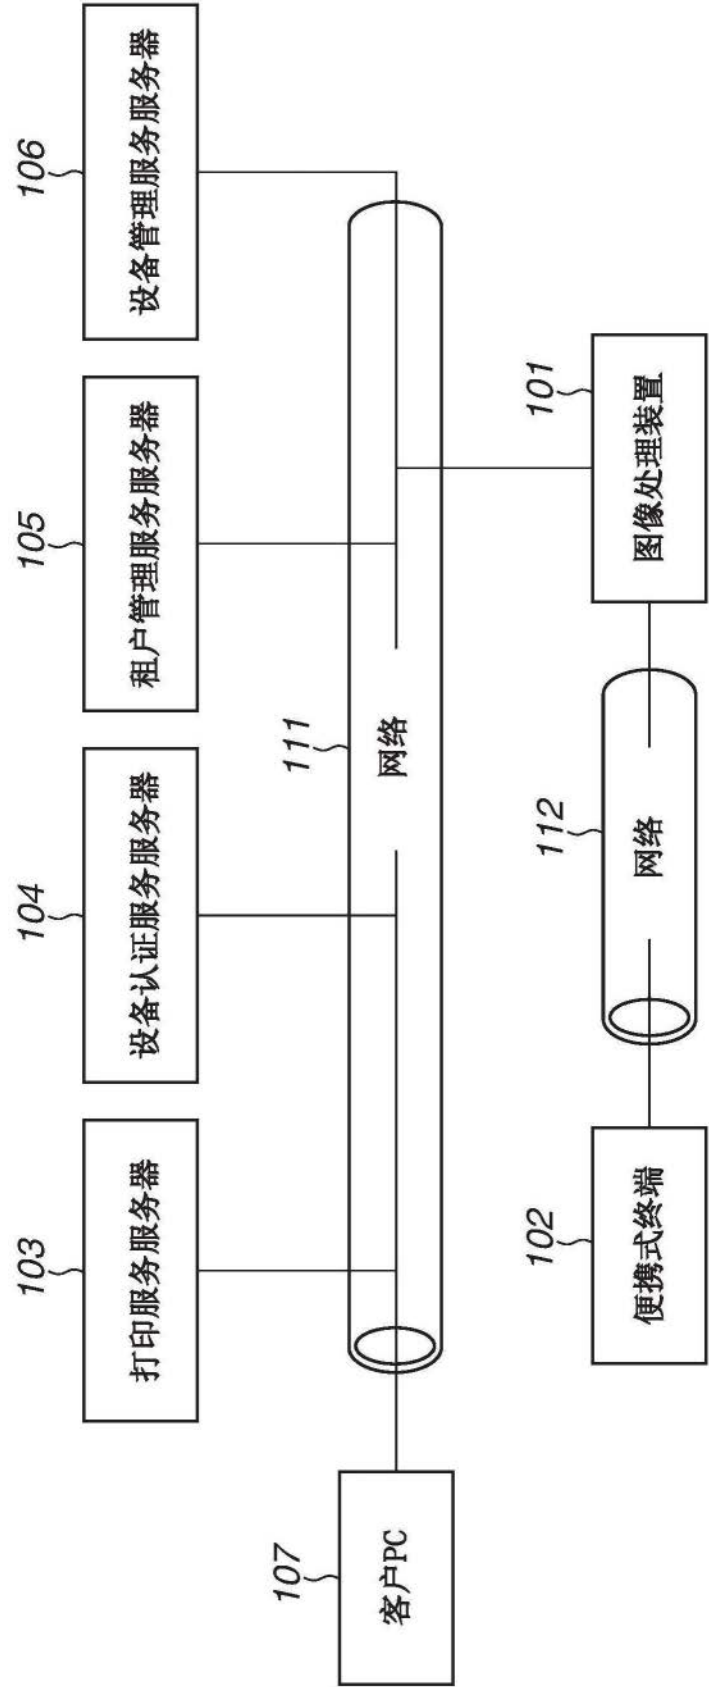 103
打印服务服务器
104
设备认证服务服务器
105
租户管理服务服务器
106
设备管理服务服务器
107
客户PC
111
网络
102
便携式终端
112
网络
101
图像处理装置